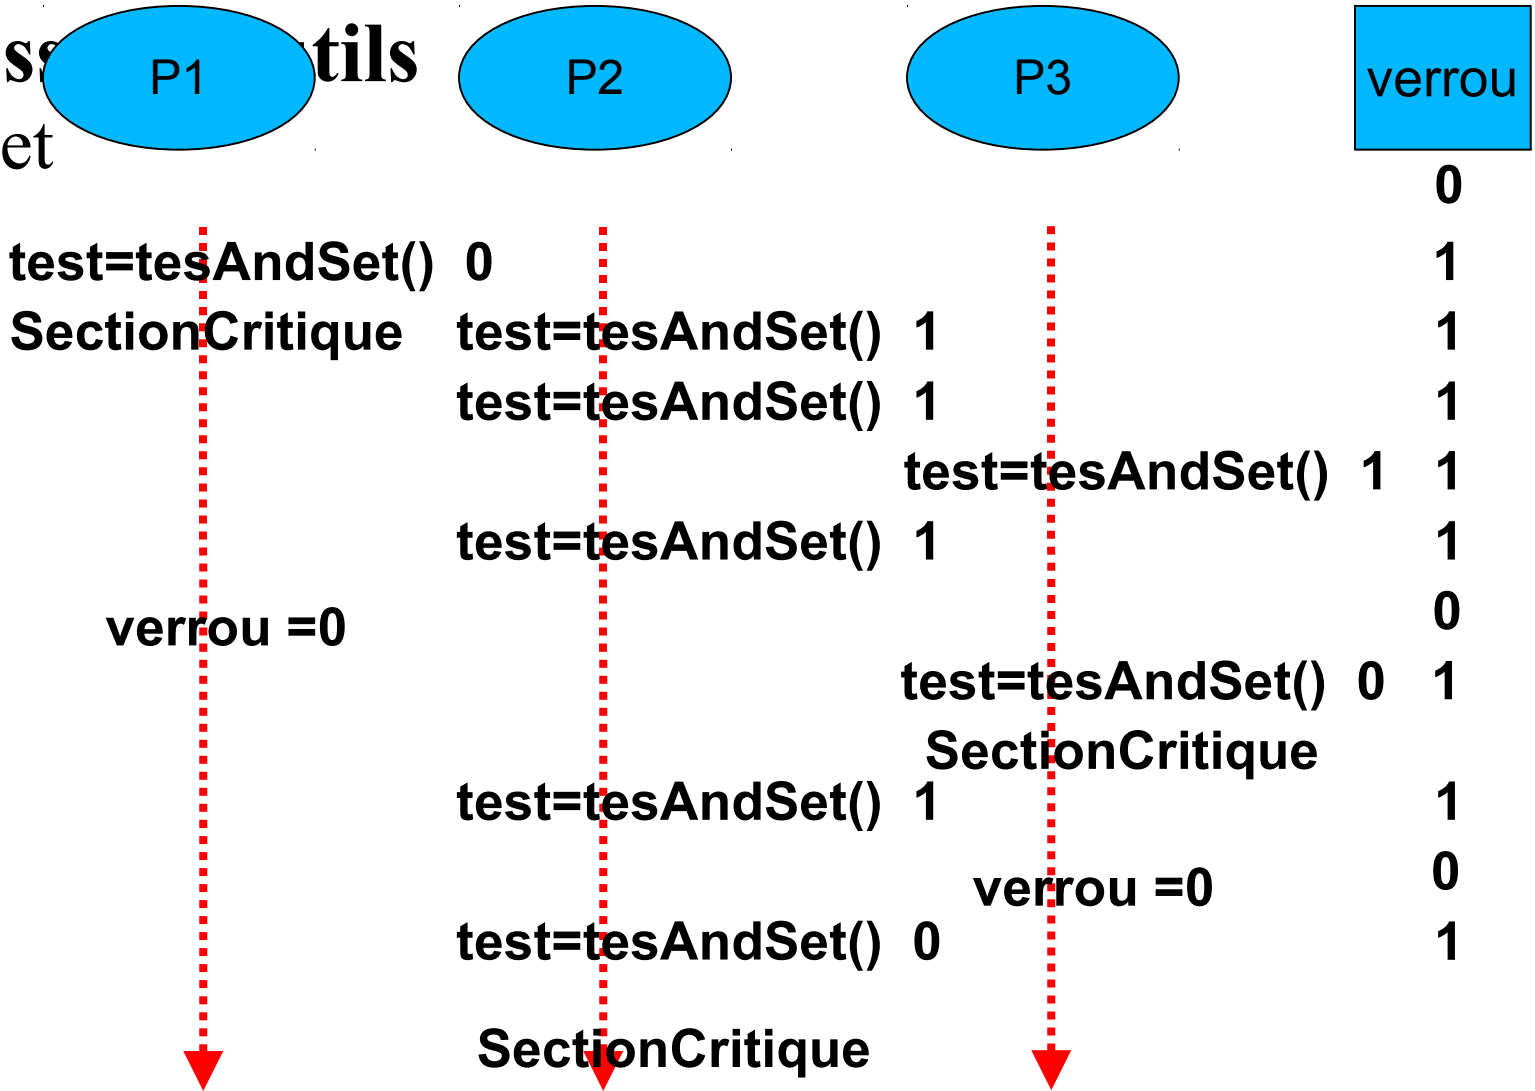 tils
P1 P2 P3 verrou
et
0
test=tesAndSet() 0 1
SectionCritique test=tesAndSet() 1 1
test=tesAndSet() 1 1
test=tesAndSet() 1 1
test=tesAndSet() 1 1
verrou =0 0
test=tesAndSet() 0 1
SectionCritique
test=tesAndSet() 1 1
verrou =0 0
test=tesAndSet() 0 1
SectionCritique